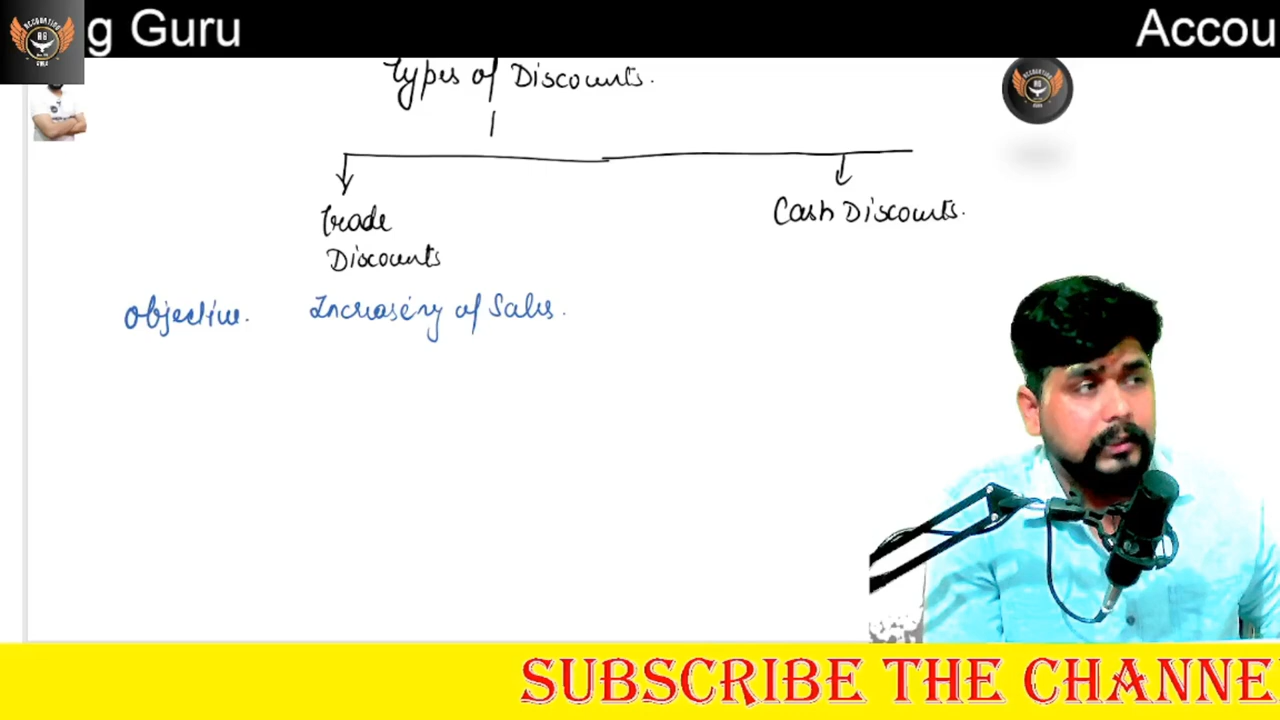 g Guru
Accou
Types of Discounts.
Trade
Discounts
Cash Discounts.
Objective.
Increasing of Sales.
SUBSCRIBE THE CHANNE